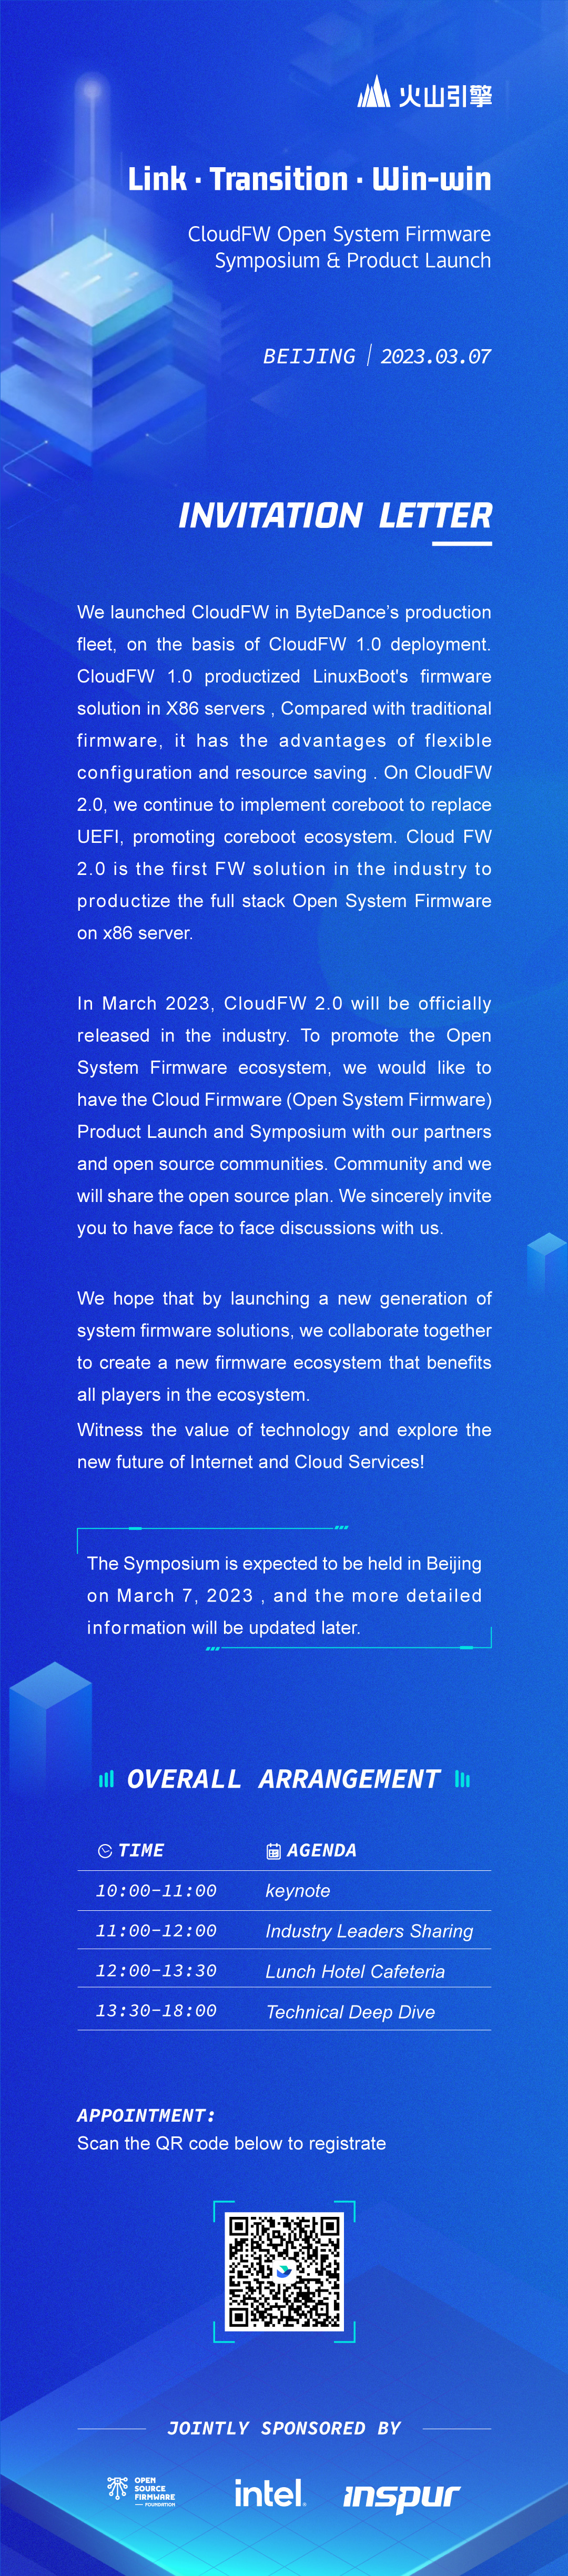 火山引擎
Link · Transition · Win-win
CloudFW Open System Firmware
Symposium & Product Launch
BEIJING | 2023.03.07
INVITATION LETTER
We launched CloudFW in ByteDance’s production
fleet, on the basis of CloudFW 1.0 deployment.
CloudFW 1.0 productized LinuxBoot's firmware
solution in X86 servers , Compared with traditional
firmware, it has the advantages of flexible
configuration and resource saving . On CloudFW
2.0, we continue to implement coreboot to replace
UEFI, promoting coreboot ecosystem. Cloud FW
2.0 is the first FW solution in the industry to
productize the full stack Open System Firmware
on x86 server.
In March 2023, CloudFW 2.0 will be officially
released in the industry. To promote the Open
System Firmware ecosystem, we would like to
have the Cloud Firmware (Open System Firmware)
Product Launch and Symposium with our partners
and open source communities. Community and we
will share the open source plan. We sincerely invite
you to have face to face discussions with us.
We hope that by launching a new generation of
system firmware solutions, we collaborate together
to create a new firmware ecosystem that benefits
all players in the ecosystem.
Witness the value of technology and explore the
new future of Internet and Cloud Services!
The Symposium is expected to be held in Beijing
on March 7, 2023 , and the more detailed
information will be updated later.
OVERALL ARRANGEMENT
TIME AGENDA
10:00-11:00 keynote
11:00-12:00 Industry Leaders Sharing
12:00-13:30 Lunch Hotel Cafeteria
13:30-18:00 Technical Deep Dive
APPOINTMENT:
Scan the QR code below to registrate
JOINTLY SPONSORED BY
OPEN
SOURCE
FIRMWARE
FOUNDATION
intel.
inspur